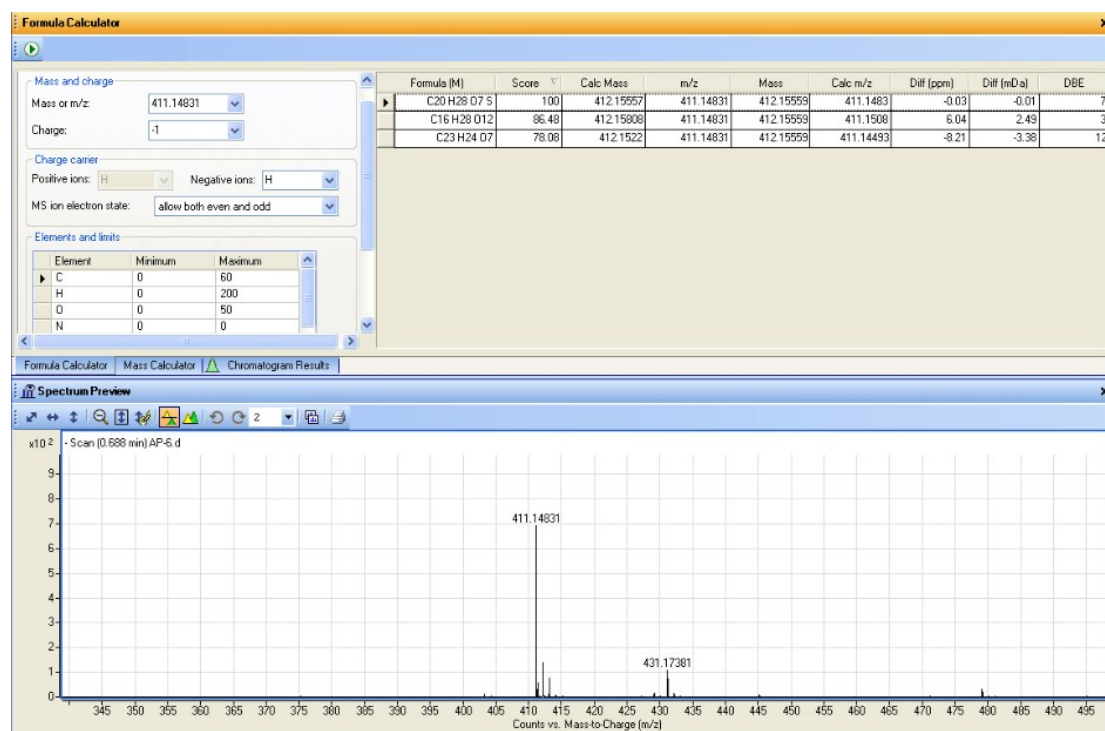 Formula Calculator
Mass and charge
Mass or m/z: 411.14831
Charge: -1
Charge carrier
Positive ions: H Negative ions: H
MS ion electron state: allow both even and odd
Elements and limits
Element Minimum Maximum
C 0 60
H 0 200
O 0 50
N 0 0
Formula (M) Score Calc Mass m/z Mass Calc m/z Diff (ppm) Diff (mDa) DBE
C20 H28 O7 S 100 412.15557 411.14831 412.15559 411.1483 -0.03 -0.01 7
C16 H28 O12 86.48 412.15808 411.14831 412.15559 411.1508 6.04 2.49 3
C23 H24 O7 78.08 412.1522 411.14831 412.15559 411.14493 -8.21 -3.38 12
Formula Calculator Mass Calculator Chromatogram Results
Spectrum Preview
2
x10 2 - Scan (0.688 min) AP-6.d
9
8
7
6
5
4
3
2
1
0
411.14831
431.17381
345 350 355 360 365 370 375 380 385 390 395 400 405 410 415 420 425 430 435 440 445 450 455 460 465 470 475 480 485 490 495
Counts vs. Mass-to-Charge (m/z)